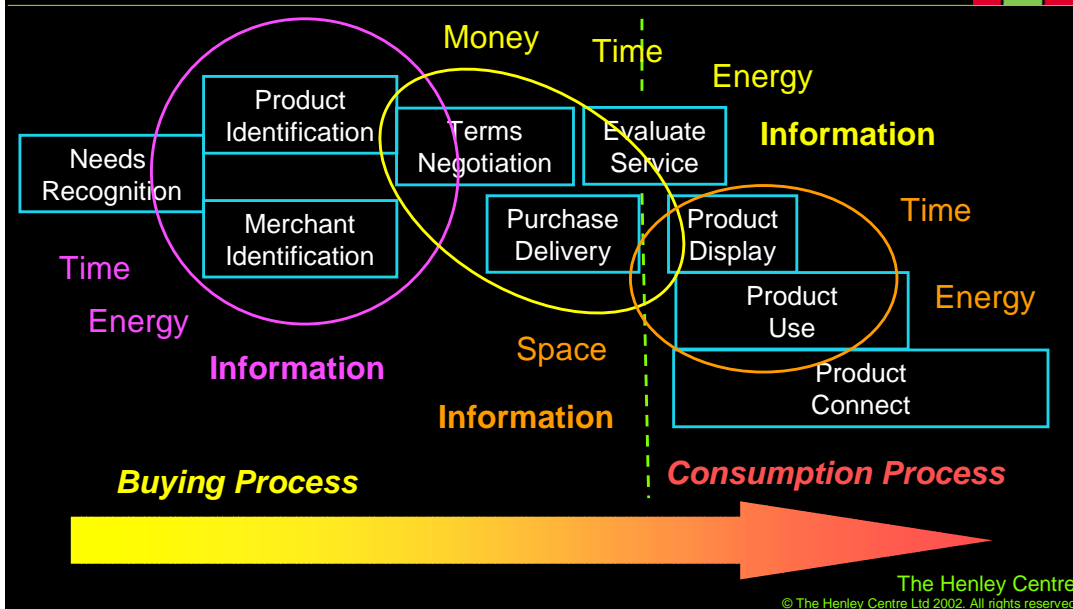 Money
Time
Energy
Information
Product
Identification
Terms
Negotiation
Evaluate
Service
Needs
Recognition
Merchant
Identification
Purchase
Delivery
Product
Display
Time
Time
Energy
Product
Use
Energy
Information
Space
Information
Product
Connect
Buying Process
Consumption Process
The Henley Centre
© The Henley Centre Ltd 2002. All rights reserved